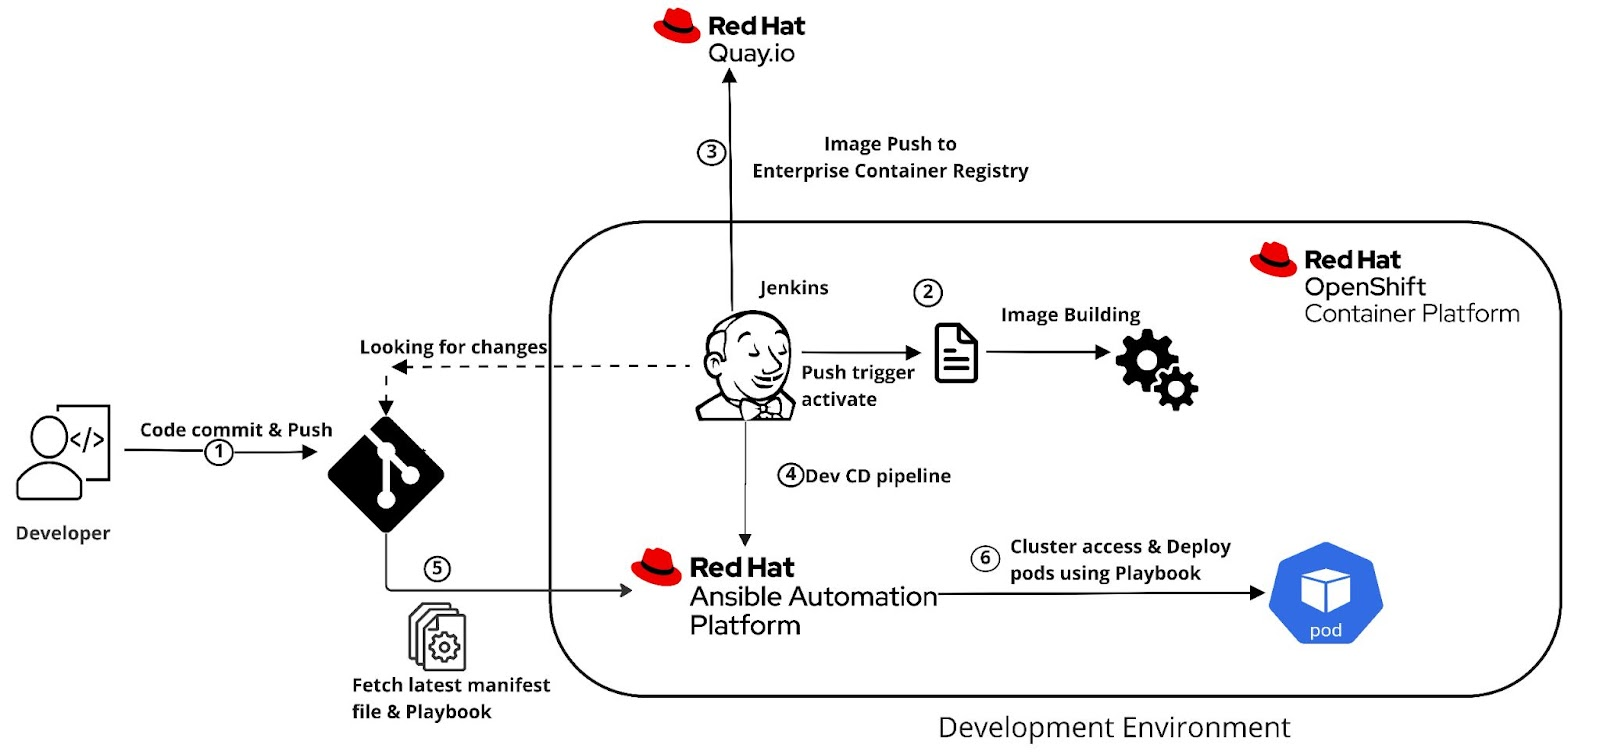 Red Hat
Quay.io
3
Image Push to
Enterprise Container Registry
Red Hat
OpenShift
Container Platform
Jenkins
2
Image Building
Looking for changes
Push trigger
activate
</>
Code commit & Push
1
Developer
4 Dev CD pipeline
5
Red Hat
Ansible Automation
Platform
6
Cluster access & Deploy
pods using Playbook
pod
Fetch latest manifest
file & Playbook
Development Environment